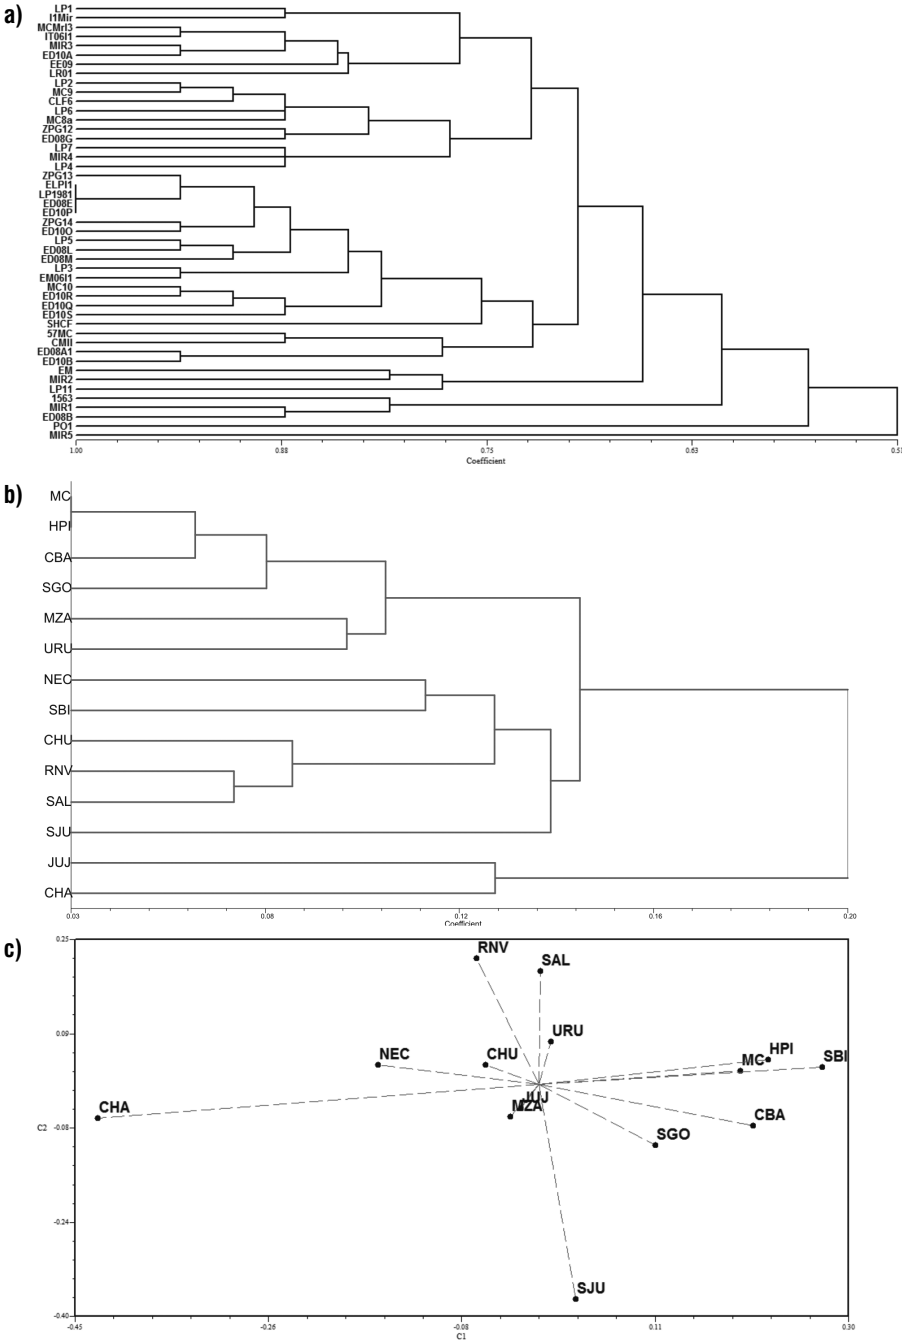 a)
LP1
I1Mir
MCMrl3
IT06I1
MIR3
ED10A
EE09
LR01
LP2
MC9
CLF6
LP6
MC8a
ZPG12
ED08G
LP7
MIR4
LP4
ZPG13
ELPI1
LP1981
ED08E
ED10P
ZPG14
ED10O
LP5
ED08L
ED08M
LP3
EM06I1
MC10
ED10R
ED10Q
ED10S
SHCF
57MC
CMII
ED08A1
ED10B
EM
MIR2
LP11
1563
MIR1
ED08B
PO1
MIR5
1.00 0.88 0.75 0.63 0.51
Coefficient
b)
MC
HPI
CBA
SGO
MZA
URU
NEC
SBI
CHU
RNV
SAL
SJU
JUJ
CHA
0.03 0.08 0.12 0.16 0.20
Coefficient
c)
0.25
RNV
SAL
0.09
URU
NEC
CHU
MC
HPI
SBI
CHA
JUJ
MZA
CBA
C2
-0.08
SGO
-0.24
SJU
-0.40
-0.45 -0.26 -0.08 0.11 0.30
C1